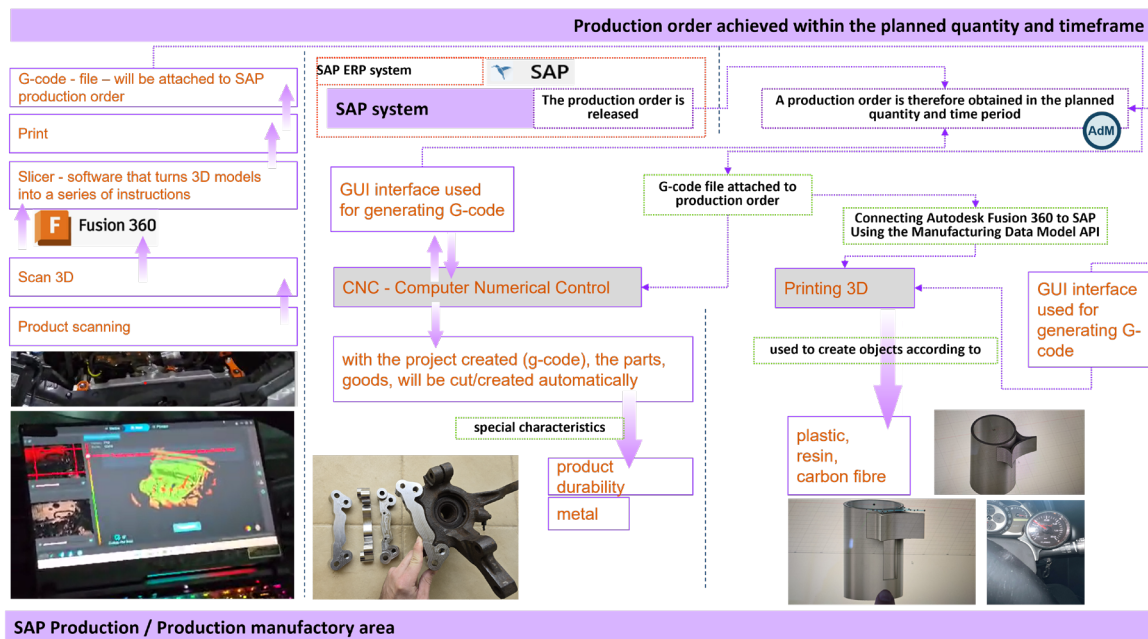 Production order achieved within the planned quantity and timeframe
G-code - file – will be attached to SAP
production order
Print
Slicer - software that turns 3D models
into a series of instructions
F Fusion 360
Scan 3D
Product scanning
SAP ERP system
SAP
SAP system
The production order is
released
GUI interface used
for generating G-code
CNC - Computer Numerical Control
with the project created (g-code), the parts,
goods, will be cut/created automatically
special characteristics
product
durability
metal
A production order is therefore obtained in the planned
quantity and time period
AdM
G-code file attached to
production order
Connecting Autodesk Fusion 360 to SAP
Using the Manufacturing Data Model API
Printing 3D
GUI interface
used for
generating G-
code
used to create objects according to
plastic,
resin,
carbon fibre
SAP Production / Production manufactory area